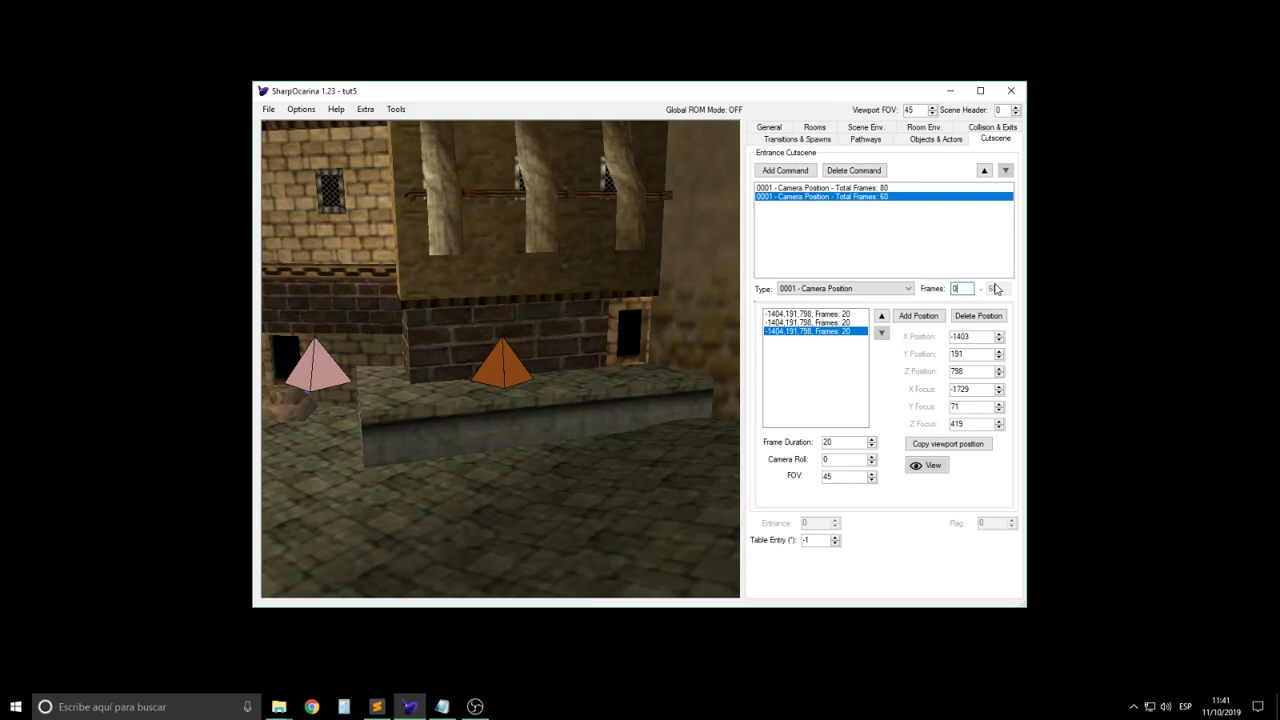 SharpOcarina 1.23 - tut5
File Options Help Extra Tools Global ROM Mode: OFF Viewport FOV: 45 Scene Header: 0
General Rooms Scene Env. Room Env. Collision & Exits
Transitions & Spawns Pathways Objects & Actors Cutscene
Entrance Cutscene
Add Command Delete Command
0001 - Camera Position - Total Frames: 80
0001 - Camera Position - Total Frames: 60
Type: 0001 - Camera Position Frames: 0 -
-1404,191,798, Frames: 20
-1404,191,798, Frames: 20
-1404,191,798, Frames: 20
Add Position Delete Position
X Position: -1403
Y Position: 191
Z Position: 798
X Focus: -1729
Y Focus: 71
Z Focus: 419
Frame Duration: 20 Copy viewport position
Camera Roll: 0 View
FOV: 45
Entrance: 0 Flag: 0
Table Entry (*): -1
Escribe aquí para buscar
ESP
11:41
11/10/2019